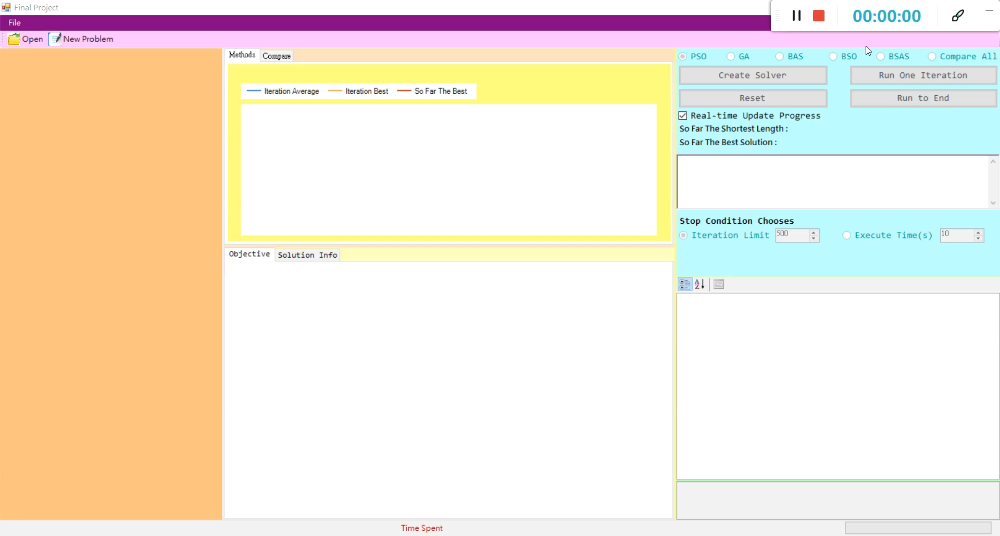 Final Project
00:00:00
File
Open New Problem
Methods Compare
Iteration Average Iteration Best So Far The Best
Objective Solution Info
PSO GA BAS BSO BSAS Compare All
Create Solver Run One Iteration
Reset Run to End
Real-time Update Progress
So Far The Shortest Length :
So Far The Best Solution :
Stop Condition Chooses
Iteration Limit 500 Execute Time(s) 10
Time Spent